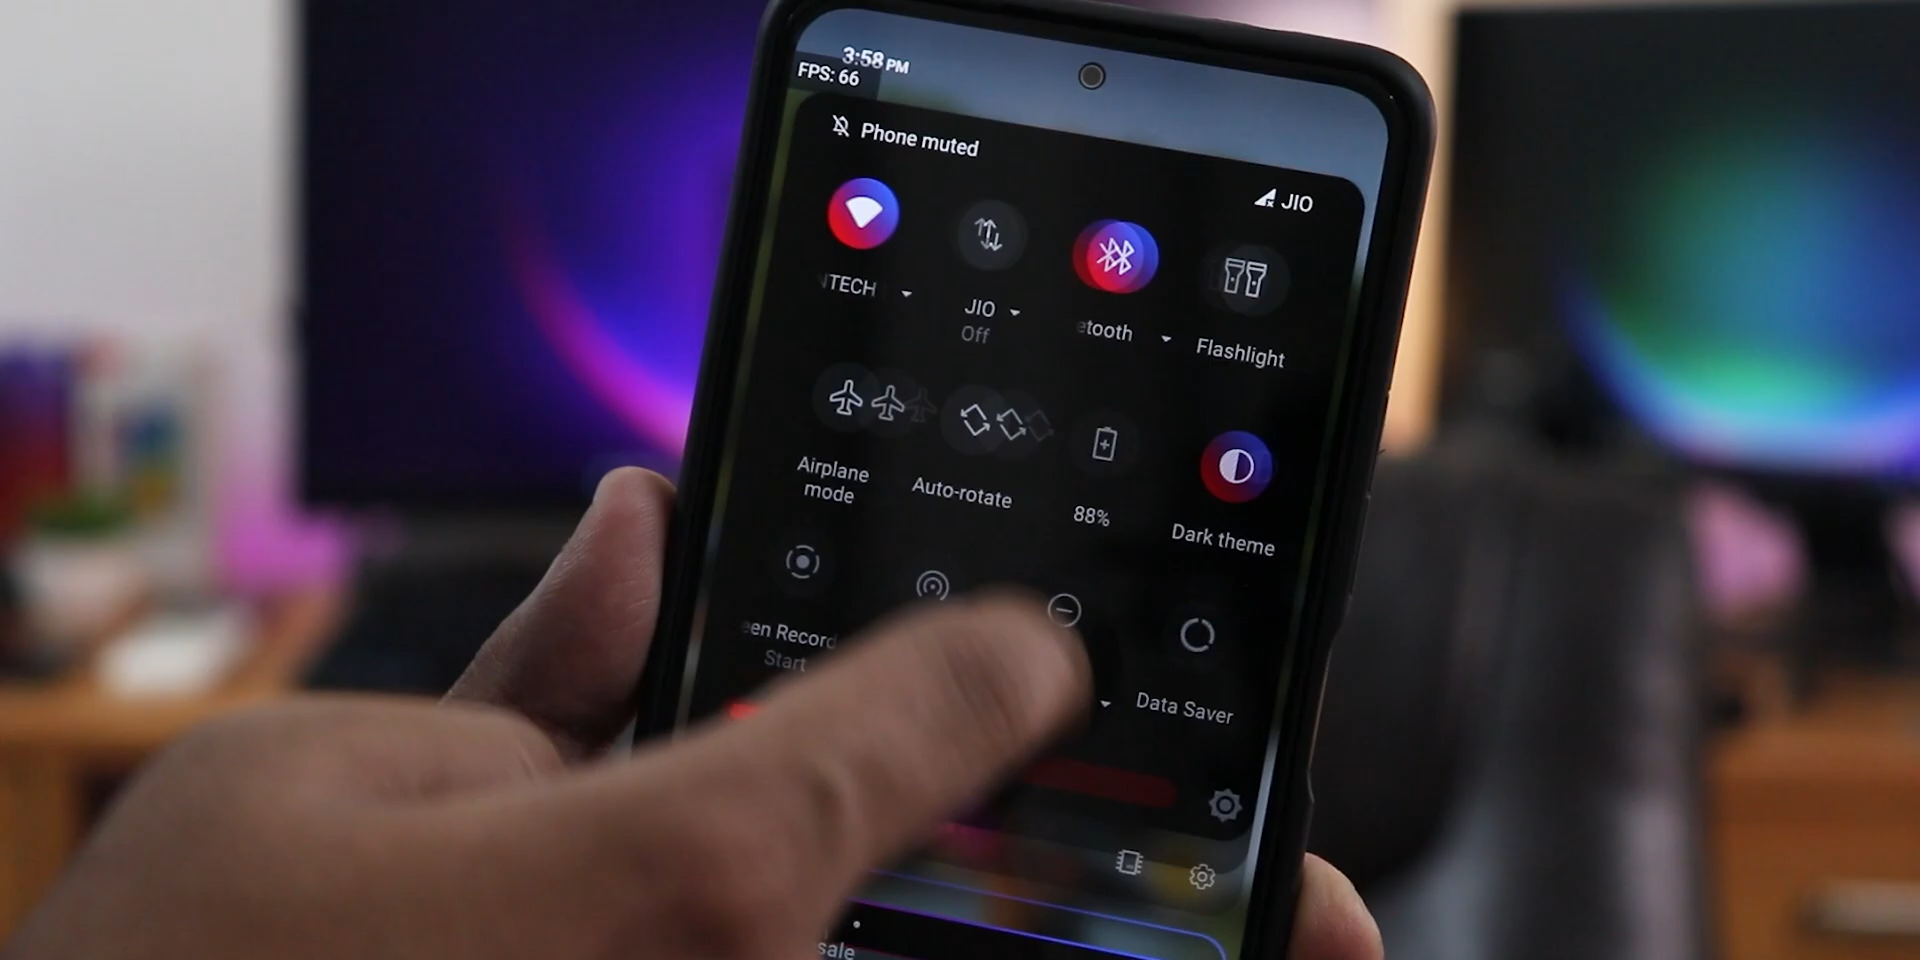 3:58 PM
FPS: 66
Phone muted
JIO
TECH
JIO
Off
etooth
Flashlight
Airplane
mode
Auto-rotate
88%
Dark theme
een Record
Start
Data Saver
sale